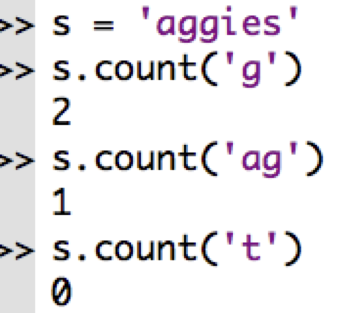 >> s = 'aggies'
>> s.count('g')
2
>> s.count('ag')
1
>> s.count('t')
0